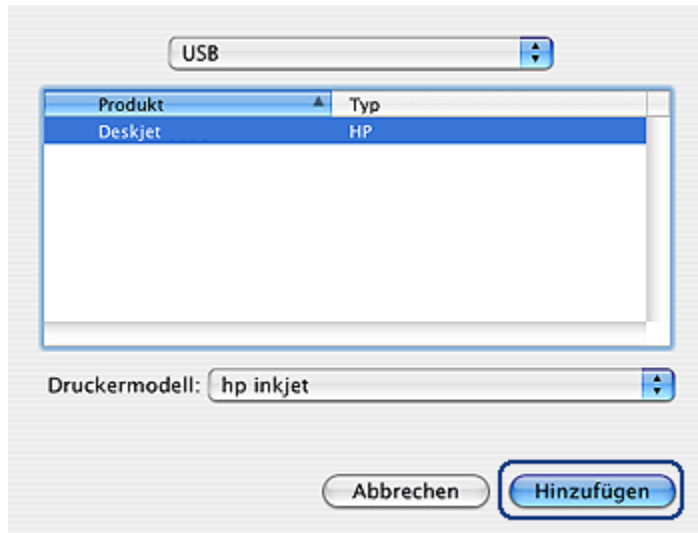 USB
Produkt Typ
Deskjet HP
Druckermodell: hp inkjet
Abbrechen Hinzufügen